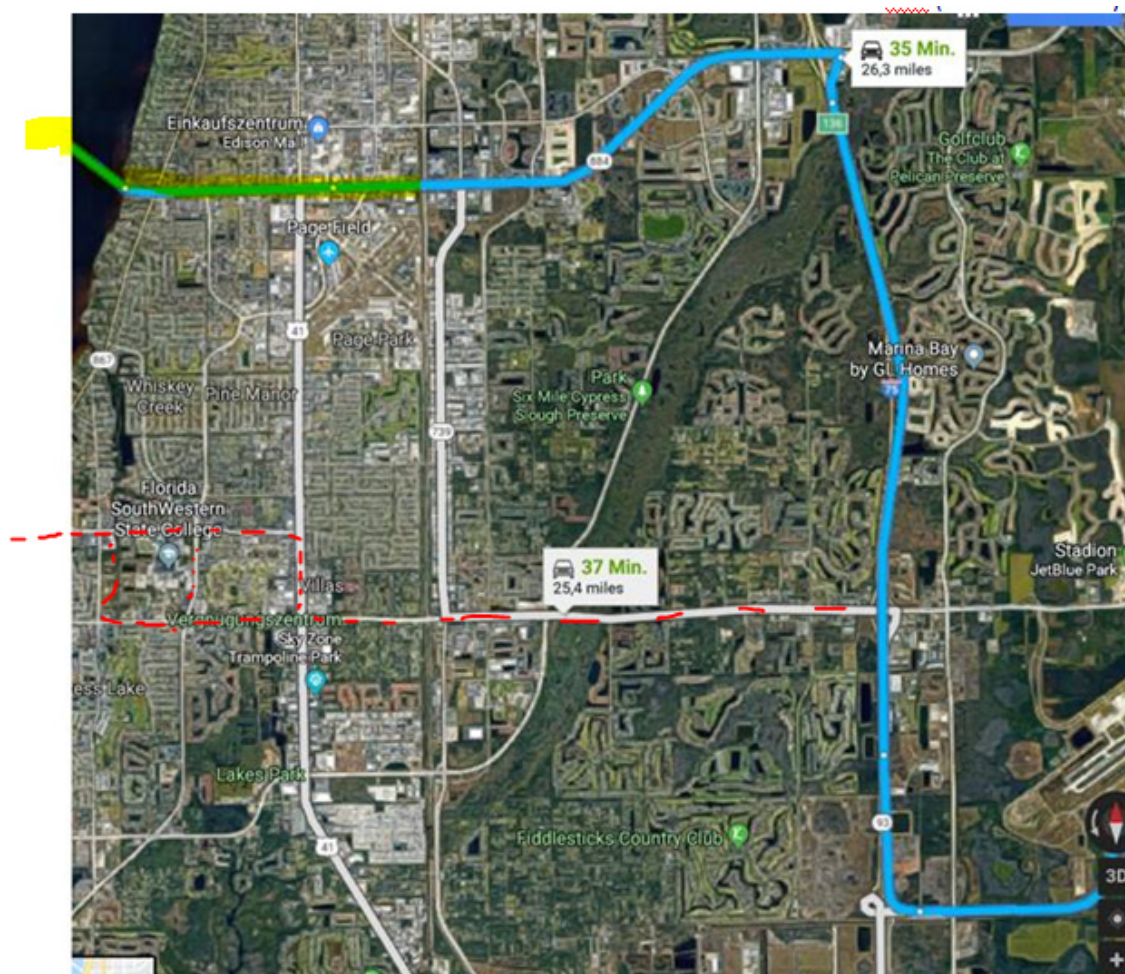 35 Min.
26,3 miles
Einkaufszentrum
Edison Mall
884
136
Golfclub
The Club at
Pelican Preserve
Page Field
41
Page Park
867
Whiskey
Creek
Pine Manor
Marina Bay
by GL Homes
75
Park
Six Mile Cypress
Slough Preserve
739
Florida
SouthWestern
State College
37 Min.
25,4 miles
Stadion
JetBlue Park
Villas
Vergnügungszentrum
Sky Zone
Trampoline Park
ess Lake
Lakes Park
Fiddlesticks Country Club
93
41
3D